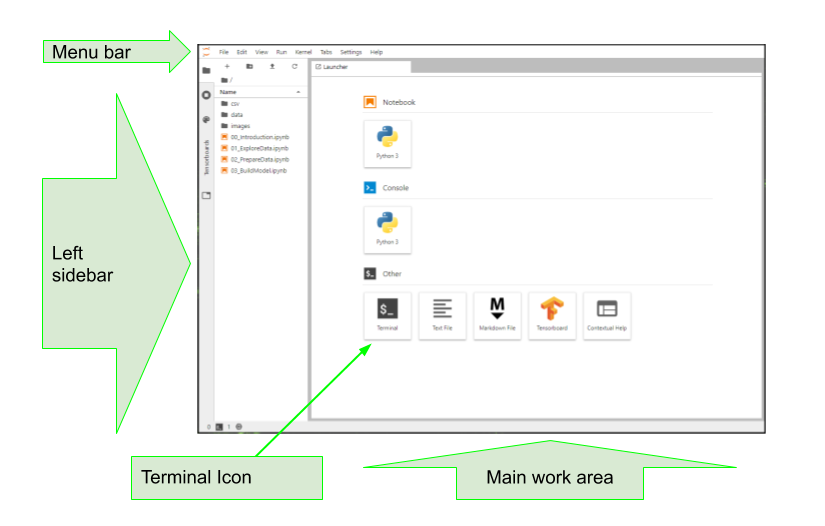 Menu bar
File Edit View Run Kernel Tabs Settings Help
+
Launcher
/
Name
csv
data
images
00_Introduction.ipynb
01_ExploreData.ipynb
02_PrepareData.ipynb
03_BuildModel.ipynb
Tensorboards
Notebook
Python 3
>_ Console
Python 3
$_ Other
$_
M
Terminal
Text File
Markdown File
Tensorboard
Contextual Help
Left
sidebar
0 1
Terminal Icon
Main work area